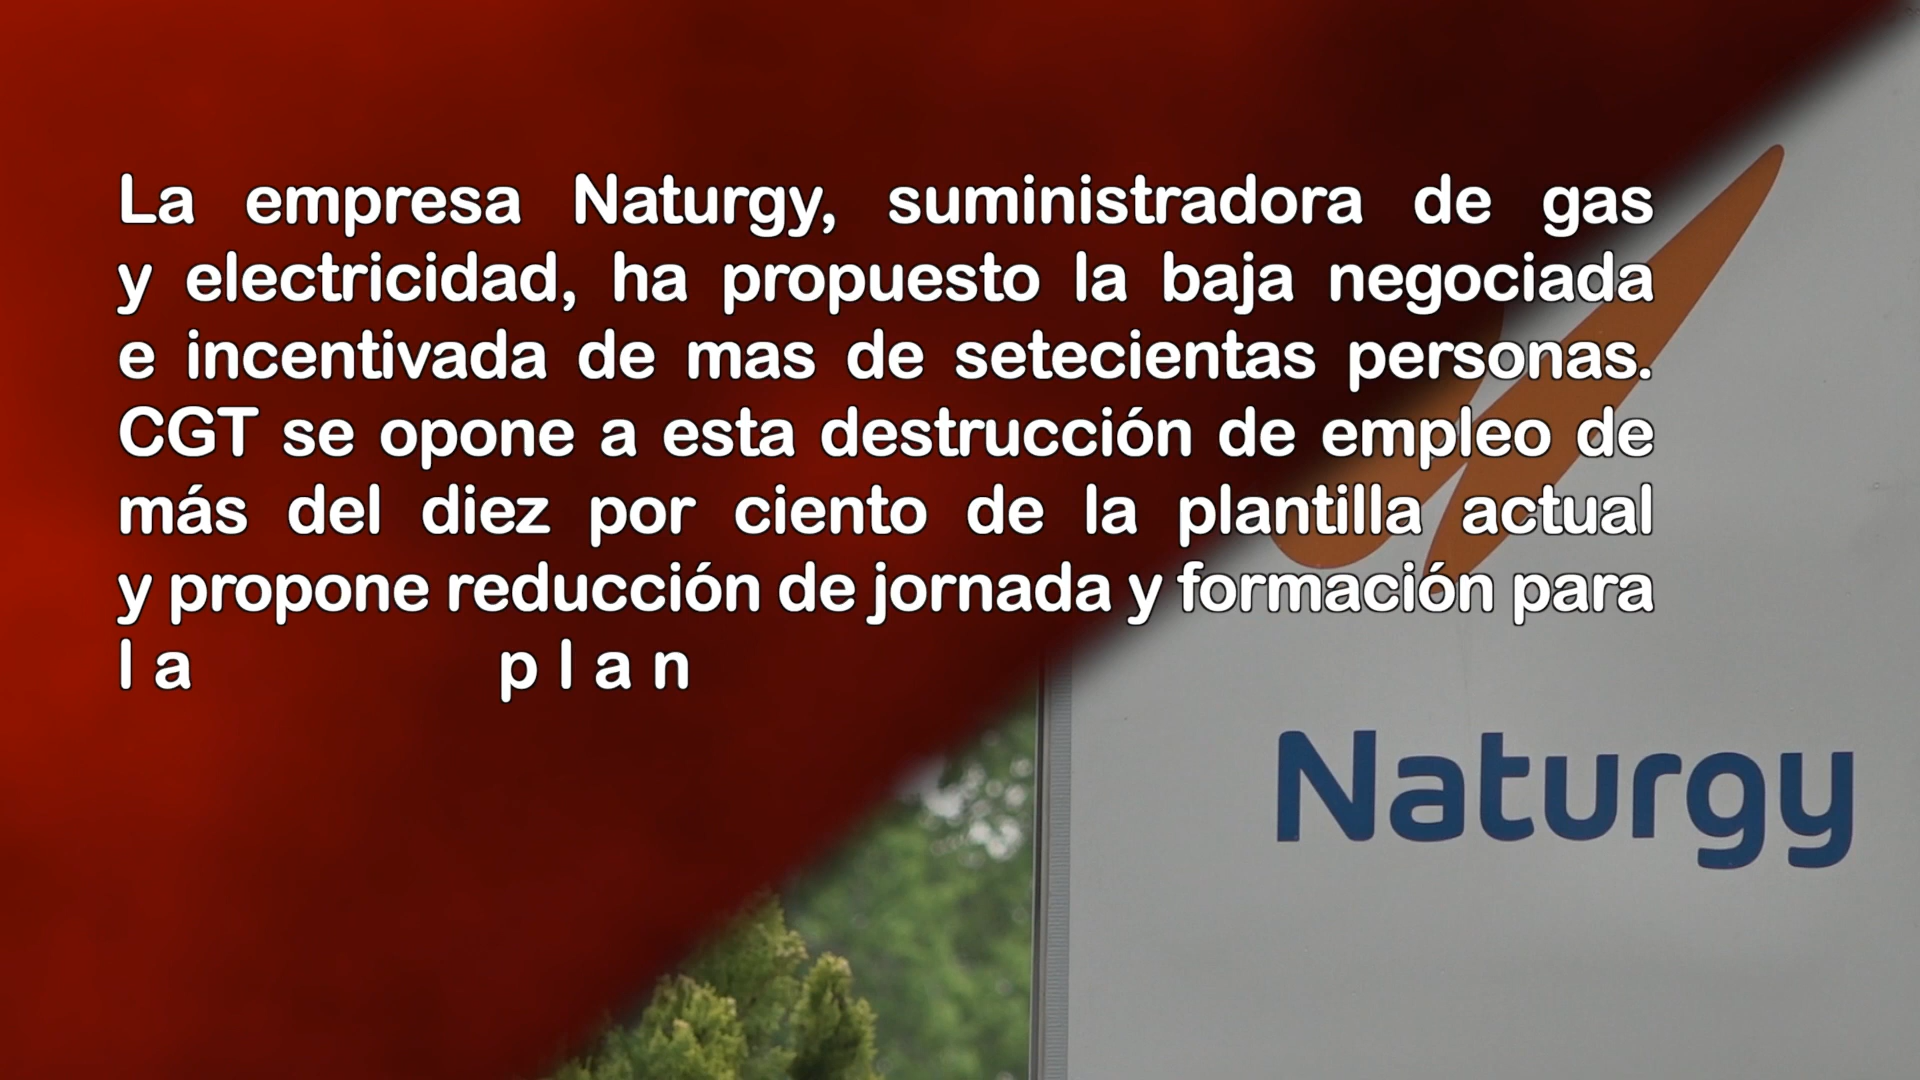 La empresa Naturgy, suministradora de gas
y electricidad, ha propuesto la baja negociada
e incentivada de mas de setecientas personas.
CGT se opone a esta destrucción de empleo de
más del diez por ciento de la plantilla actual
y propone reducción de jornada y formación para
la plan
Naturgy